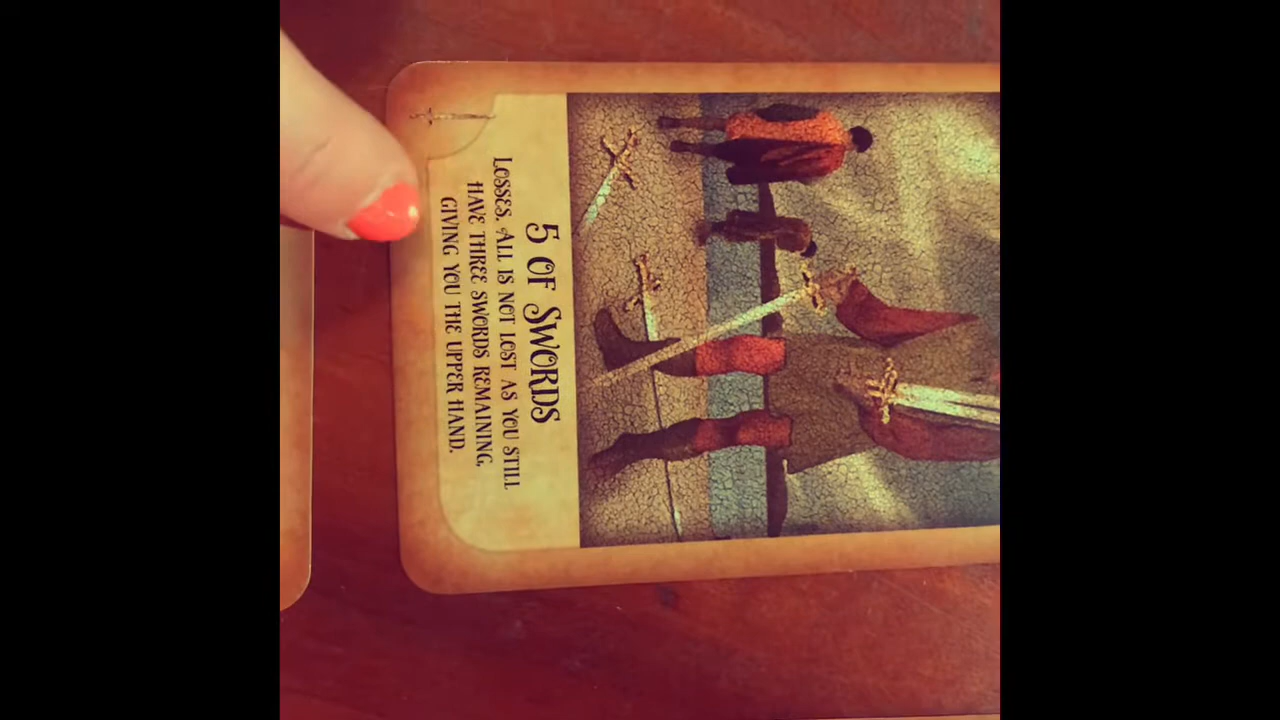 5 of Swords
Losses. All is not lost as you still
have three swords remaining,
giving you the upper hand.